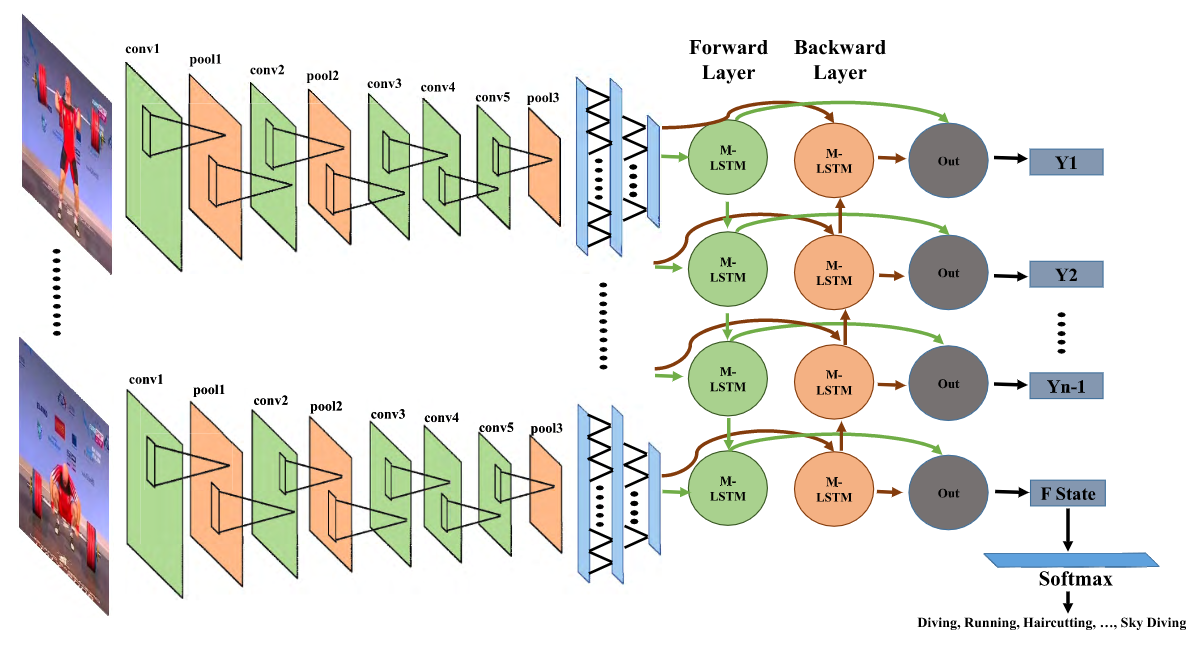 conv1
pool1
conv2
pool2
conv3
conv4
conv5
pool3
Forward
Layer
Backward
Layer
M-
LSTM
M-
LSTM
Out
Y1
M-
LSTM
M-
LSTM
Out
Y2
conv1
pool1
conv2
pool2
conv3
conv4
conv5
pool3
M-
LSTM
M-
LSTM
Out
Yn-1
M-
LSTM
M-
LSTM
Out
F State
Softmax
Diving, Running, Haircutting, …, Sky Diving